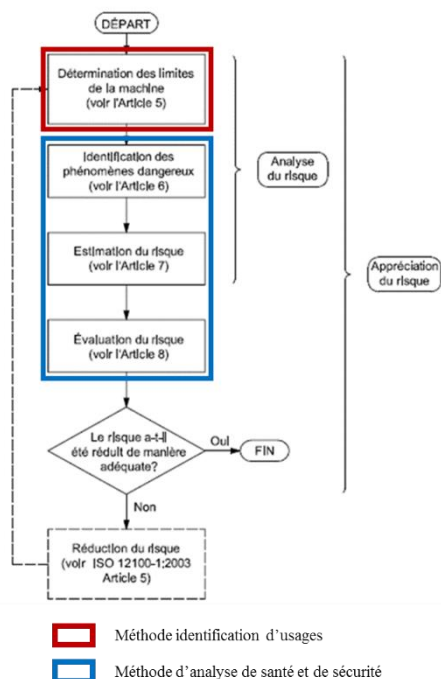 DÉPART
Détermination des limites
de la machine
(voir l'Article 5)
Identification des
phénomènes dangereux
(voir l'Article 6)
Analyse
du risque
Estimation du risque
(voir l'Article 7)
Appréciation
du risque
Évaluation du risque
(voir l'Article 8)
Le risque a-t-il
été réduit de manière
adéquate?
Oui
FIN
Non
Réduction du risque
(voir ISO 12100-1:2003
Article 5)
Méthode identification d'usages
Méthode d'analyse de santé et de sécurité